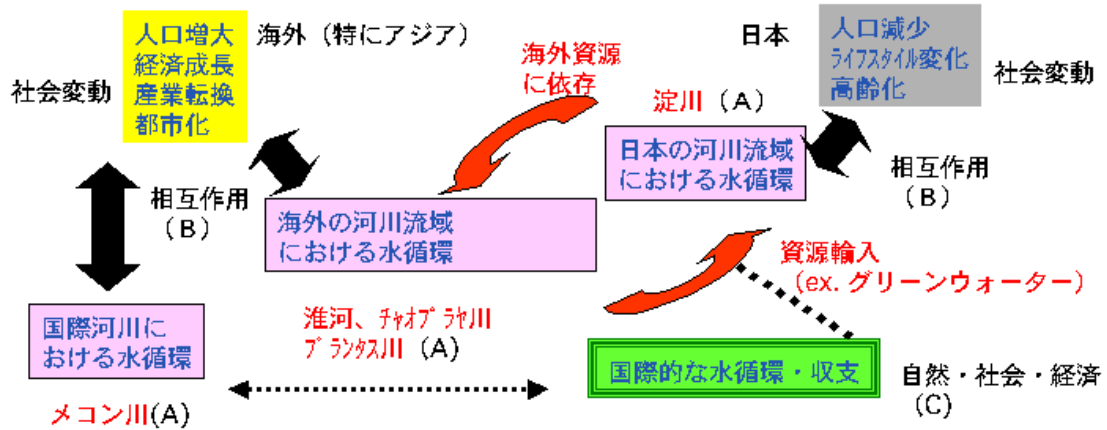 人口増大
経済成長
産業転換
都市化
海外（特にアジア）
社会変動
海外資源
に依存
日本
人口減少
ﾗｲﾌｽﾀｲﾙ変化
高齢化
社会変動
淀川（A）
日本の河川流域
における水循環
相互作用
（B）
相互作用
（B）
海外の河川流域
における水循環
資源輸入
（ex. グリーンウォーター）
国際河川に
おける水循環
淮河、ﾁｬｵﾌﾟﾗﾔ川
ﾌﾞﾗﾝﾀｽ川 (A)
国際的な水循環・収支
自然・社会・経済
(C)
メコン川(A)